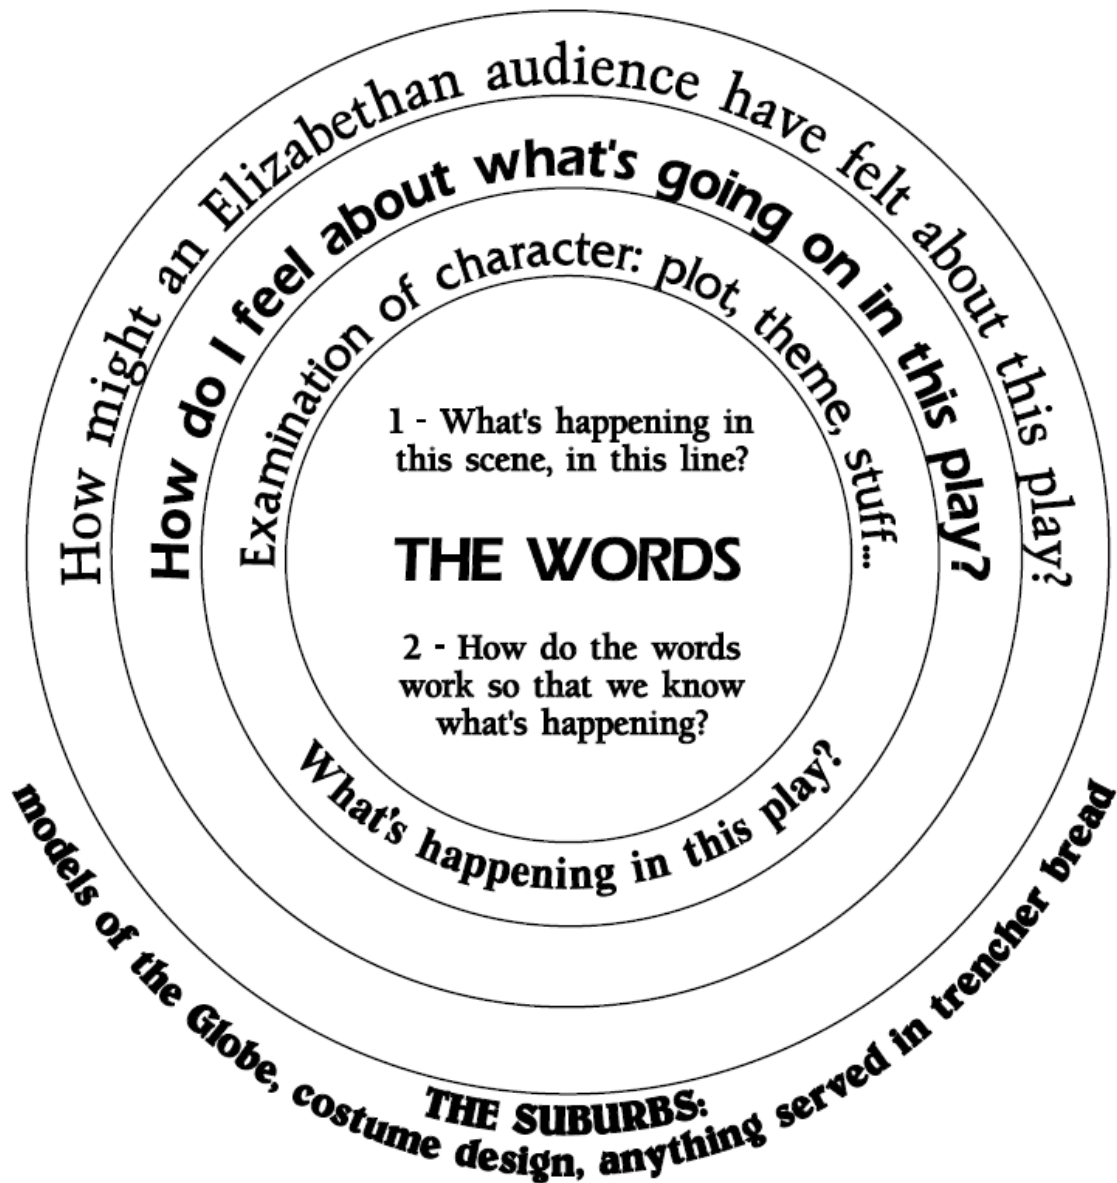 How might an Elizabethan audience have felt about this play?
How do I feel about what's going on in this play?
Examination of character: plot, theme, stuff...
1 - What's happening in
this scene, in this line?
THE WORDS
2 - How do the words
work so that we know
what's happening?
What's happening in this play?
THE SUBURBS:
models of the Globe, costume design, anything served in trencher bread